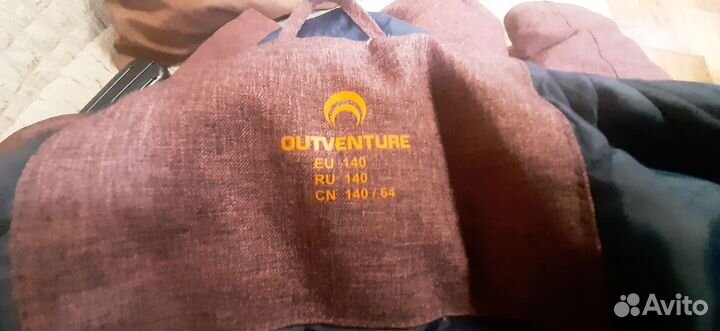 OUTVENTURE
EU 140
RU 140
CN 140 / 64
Avito